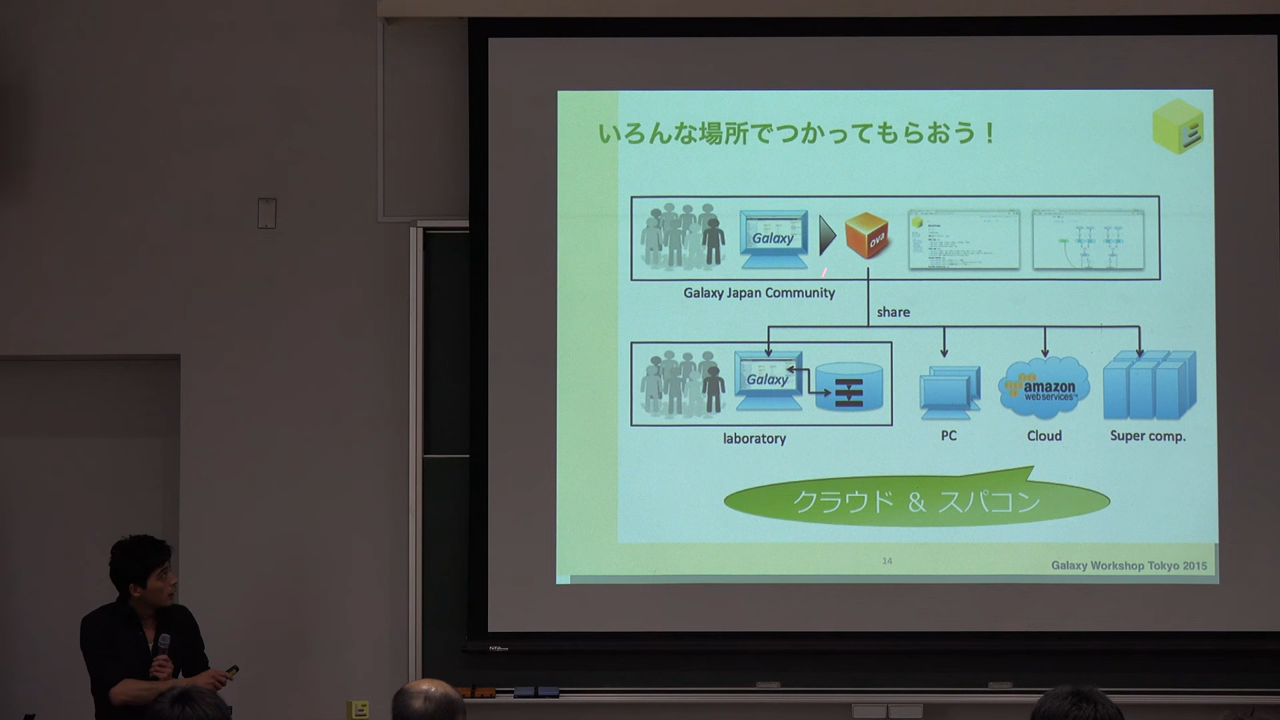 いろんな場所でつかってもらおう！
Galaxy
ova
Galaxy Japan Community
share
Galaxy
amazon
web services™
laboratory
PC
Cloud
Super comp.
クラウド ＆ スパコン
14
Galaxy Workshop Tokyo 2015